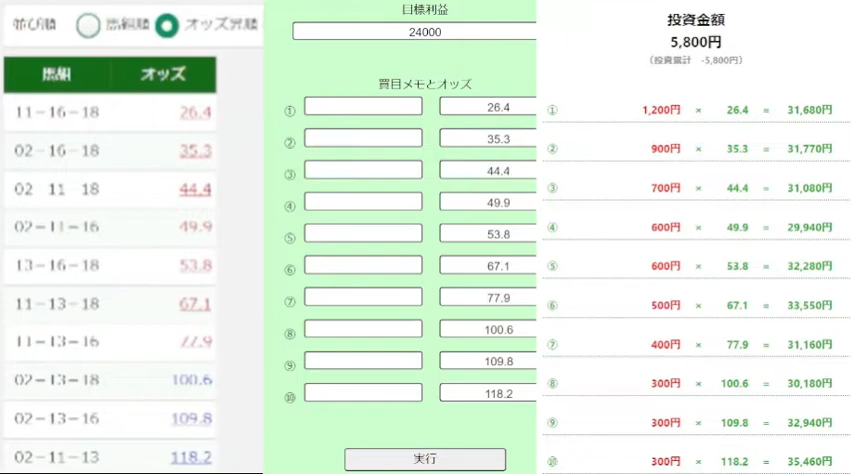 並び順 馬組順 オッズ昇順
馬組 オッズ
11-16-18 26.4
02-16-18 35.3
02 11 18 44.4
02-11-16 49.9
13-16-18 53.8
11-13-18 67.1
11-13-16 77.9
02-13-18 100.6
02-13-16 109.8
02-11-13 118.2
目標利益
24000
買目メモとオッズ
① 26.4
② 35.3
③ 44.4
④ 49.9
⑤ 53.8
⑥ 67.1
⑦ 77.9
⑧ 100.6
⑨ 109.8
⑩ 118.2
実行
投資金額
5,800円
(投資累計 -5,800円)
① 1,200円 × 26.4 = 31,680円
② 900円 × 35.3 = 31,770円
③ 700円 × 44.4 = 31,080円
④ 600円 × 49.9 = 29,940円
⑤ 600円 × 53.8 = 32,280円
⑥ 500円 × 67.1 = 33,550円
⑦ 400円 × 77.9 = 31,160円
⑧ 300円 × 100.6 = 30,180円
⑨ 300円 × 109.8 = 32,940円
⑩ 300円 × 118.2 = 35,460円